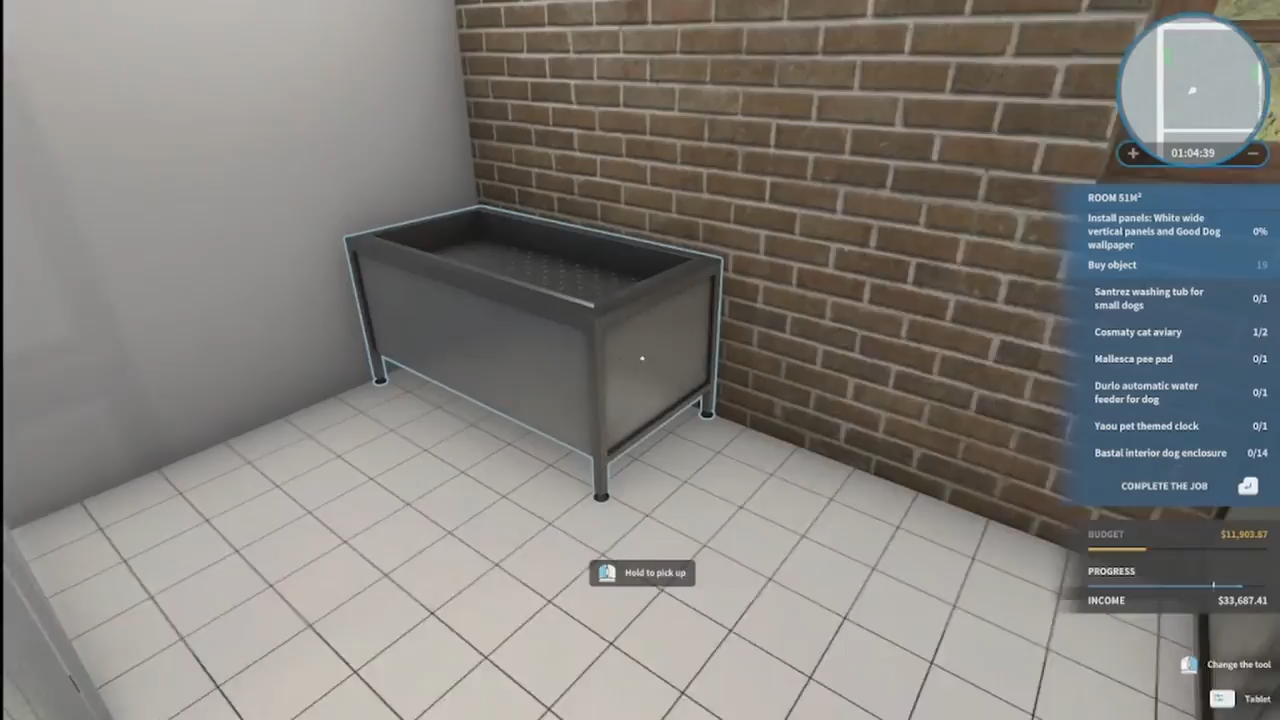 01:04:39
ROOM 51M²
Install panels: White wide
vertical panels and Good Dog
wallpaper
0%
Buy object
19
Santrez washing tub for
small dogs
0/1
Cosmaty cat aviary
1/2
Mallesca pee pad
0/1
Durlo automatic water
feeder for dog
0/1
Yaou pet themed clock
0/1
Bastal interior dog enclosure
0/14
COMPLETE THE JOB
BUDGET
$11,903.87
PROGRESS
INCOME
$33,687.41
Hold to pick up
Change the tool
Tablet